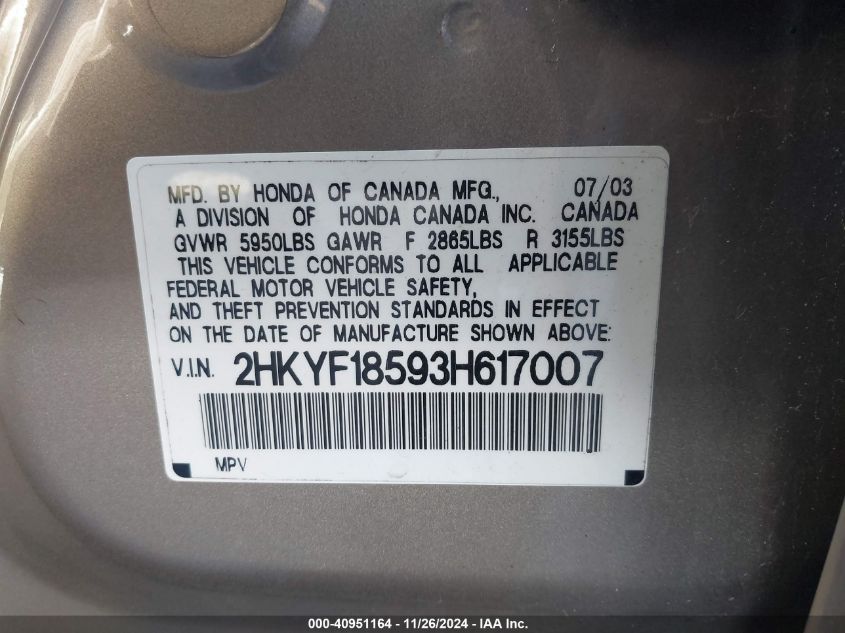 MFD. BY HONDA OF CANADA MFG., 07/03
A DIVISION OF HONDA CANADA INC. CANADA
GVWR 5950LBS GAWR F 2865LBS R 3155LBS
THIS VEHICLE CONFORMS TO ALL APPLICABLE
FEDERAL MOTOR VEHICLE SAFETY,
AND THEFT PREVENTION STANDARDS IN EFFECT
ON THE DATE OF MANUFACTURE SHOWN ABOVE:
V.I.N. 2HKYF18593H617007
MPV
000-40951164 - 11/26/2024 - IAA Inc.